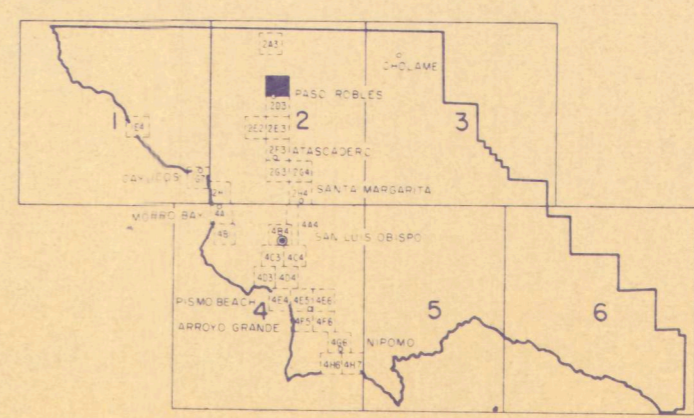 2A3
CHOLAME
PASO ROBLES
2D3
1
2E2 2E3
2
3
2F3
ATASCADERO
CAYUCOS
2G3 2G4
SANTA MARGARITA
2H4
MORRO BAY
4A
4A4
4B
4B4
SAN LUIS OBISPO
4C3 4C4
4D3 4D4
PISMO BEACH
4E4 4E5 4E6
4
5
6
ARROYO GRANDE
4F5 4F6
4G6
NIPOMO
4H6 4H7